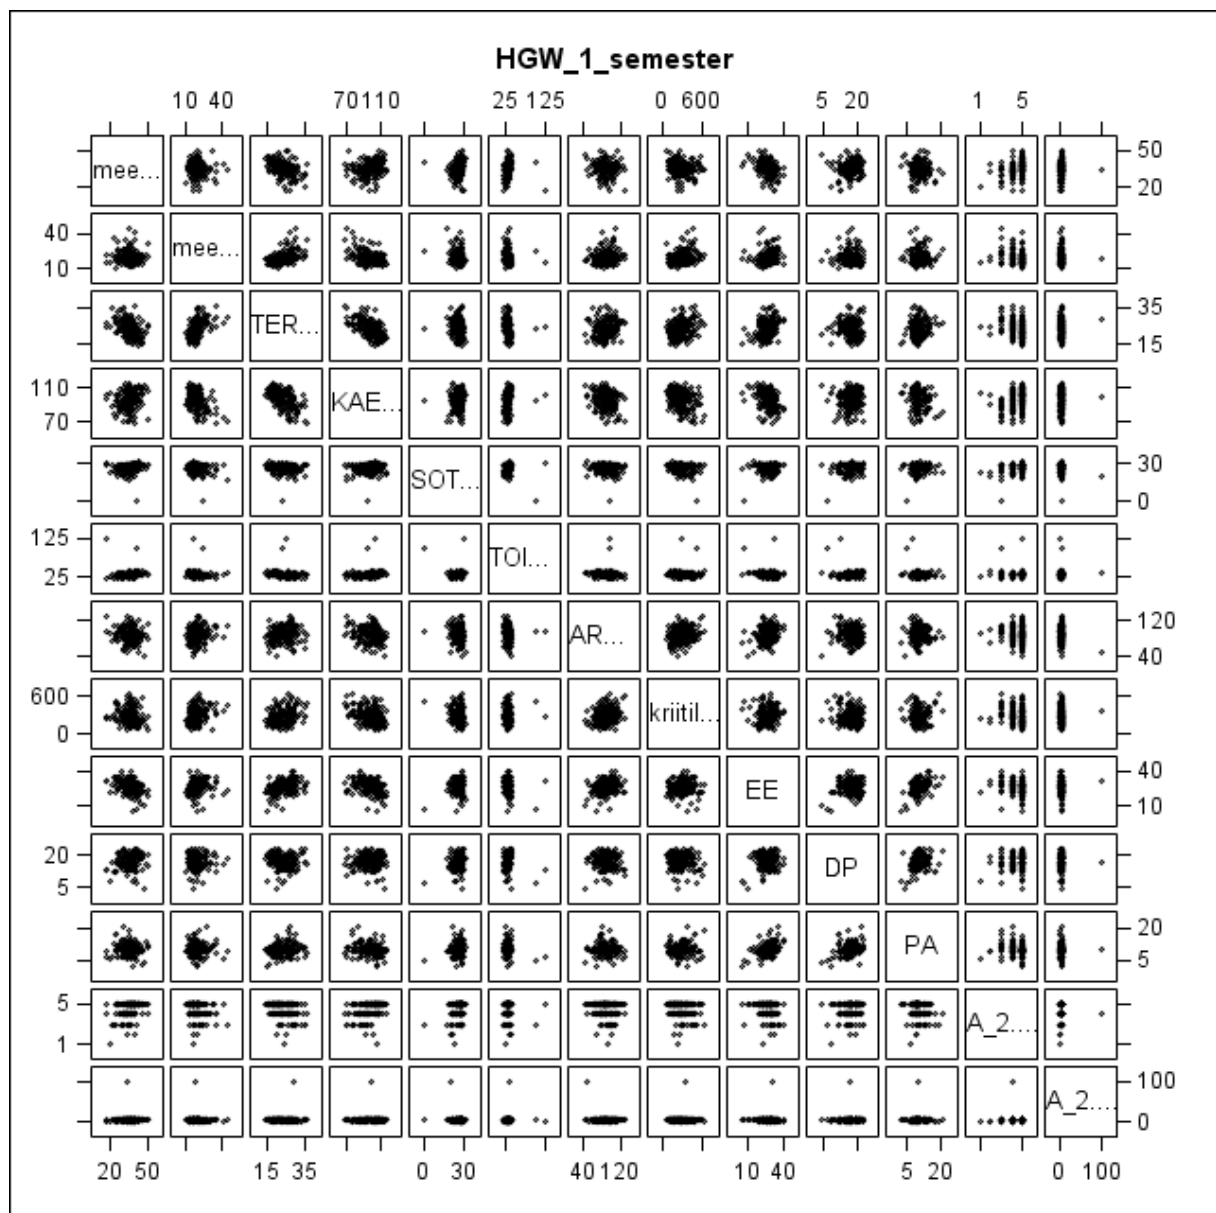 HGW_1_semester
10 40 70 110 25 125 0 600 5 20 1 5
mee... 50
20
40 mee...
10
TER... 35
15
110 KAE...
70
SOT... 30
0
125 TOI...
25
AR... 120
40
600 kriitil...
0
EE 40
10
20 DP
5
PA 20
5
5 A_2....
1
A_2.... 100
0
20 50 15 35 0 30 40 120 10 40 5 20 0 100